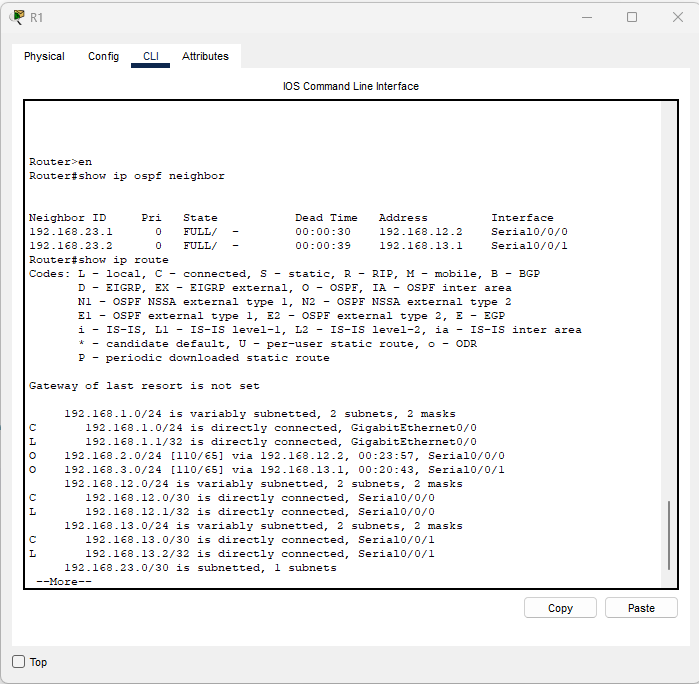 R1
Physical Config CLI Attributes
IOS Command Line Interface
Router>en
Router#show ip ospf neighbor
Neighbor ID     Pri   State           Dead Time   Address         Interface
192.168.23.1      0   FULL/  -        00:00:30    192.168.12.2    Serial0/0/0
192.168.23.2      0   FULL/  -        00:00:39    192.168.13.1    Serial0/0/1
Router#show ip route
Codes: L - local, C - connected, S - static, R - RIP, M - mobile, B - BGP
       D - EIGRP, EX - EIGRP external, O - OSPF, IA - OSPF inter area
       N1 - OSPF NSSA external type 1, N2 - OSPF NSSA external type 2
       E1 - OSPF external type 1, E2 - OSPF external type 2, E - EGP
       i - IS-IS, L1 - IS-IS level-1, L2 - IS-IS level-2, ia - IS-IS inter area
       * - candidate default, U - per-user static route, o - ODR
       P - periodic downloaded static route
Gateway of last resort is not set
     192.168.1.0/24 is variably subnetted, 2 subnets, 2 masks
C       192.168.1.0/24 is directly connected, GigabitEthernet0/0
L       192.168.1.1/32 is directly connected, GigabitEthernet0/0
O    192.168.2.0/24 [110/65] via 192.168.12.2, 00:23:57, Serial0/0/0
O    192.168.3.0/24 [110/65] via 192.168.13.1, 00:20:43, Serial0/0/1
     192.168.12.0/24 is variably subnetted, 2 subnets, 2 masks
C       192.168.12.0/30 is directly connected, Serial0/0/0
L       192.168.12.1/32 is directly connected, Serial0/0/0
     192.168.13.0/24 is variably subnetted, 2 subnets, 2 masks
C       192.168.13.0/30 is directly connected, Serial0/0/1
L       192.168.13.2/32 is directly connected, Serial0/0/1
     192.168.23.0/30 is subnetted, 1 subnets
 --More--
Copy Paste
Top